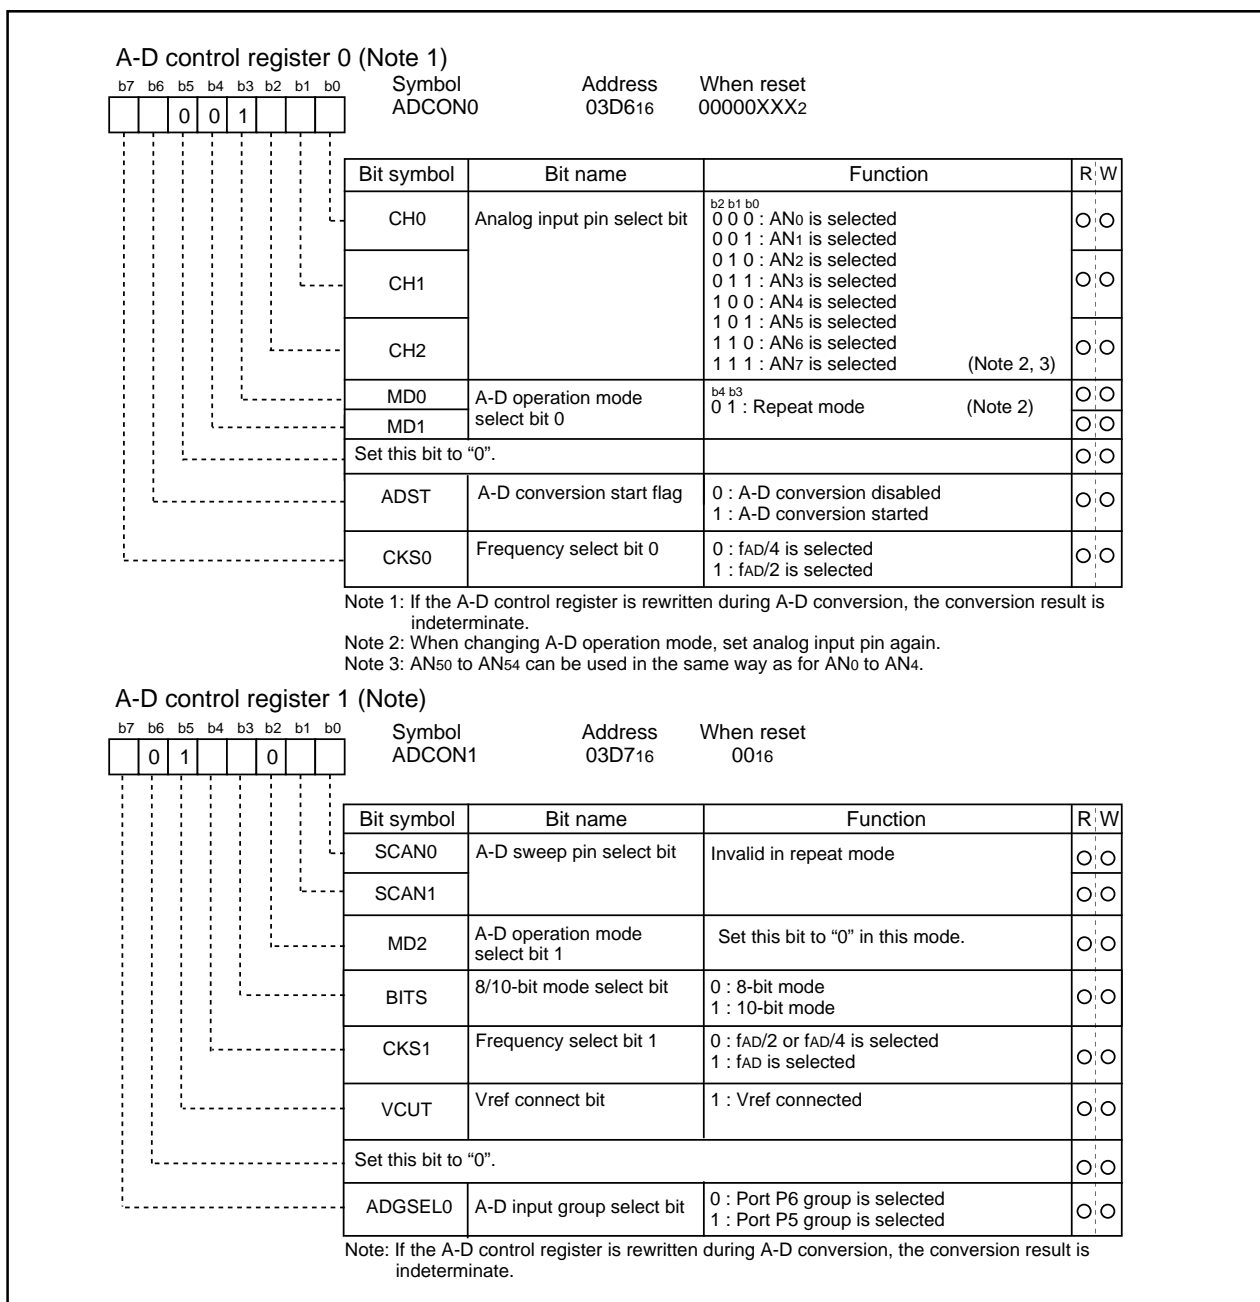 A-D control register 0 (Note 1)
b7 b6 b5 b4 b3 b2 b1 b0
0 0 1
Symbol Address When reset
ADCON0 03D616 00000XXX2
Bit symbol Bit name Function R W
CH0 Analog input pin select bit
b2 b1 b0
0 0 0 : AN0 is selected
0 0 1 : AN1 is selected
0 1 0 : AN2 is selected
CH1
0 1 1 : AN3 is selected
1 0 0 : AN4 is selected
1 0 1 : AN5 is selected
CH2
1 1 0 : AN6 is selected
1 1 1 : AN7 is selected (Note 2, 3)
MD0 A-D operation mode
select bit 0
b4 b3
0 1 : Repeat mode (Note 2)
MD1
Set this bit to “0”.
ADST A-D conversion start flag 0 : A-D conversion disabled
1 : A-D conversion started
CKS0 Frequency select bit 0 0 : fAD/4 is selected
1 : fAD/2 is selected
Note 1: If the A-D control register is rewritten during A-D conversion, the conversion result is
indeterminate.
Note 2: When changing A-D operation mode, set analog input pin again.
Note 3: AN50 to AN54 can be used in the same way as for AN0 to AN4.
A-D control register 1 (Note)
b7 b6 b5 b4 b3 b2 b1 b0
0 1 0
Symbol Address When reset
ADCON1 03D716 0016
Bit symbol Bit name Function R W
SCAN0 A-D sweep pin select bit Invalid in repeat mode
SCAN1
MD2 A-D operation mode
select bit 1
Set this bit to “0” in this mode.
BITS 8/10-bit mode select bit 0 : 8-bit mode
1 : 10-bit mode
CKS1 Frequency select bit 1 0 : fAD/2 or fAD/4 is selected
1 : fAD is selected
VCUT Vref connect bit 1 : Vref connected
Set this bit to “0”.
ADGSEL0 A-D input group select bit 0 : Port P6 group is selected
1 : Port P5 group is selected
Note: If the A-D control register is rewritten during A-D conversion, the conversion result is
indeterminate.